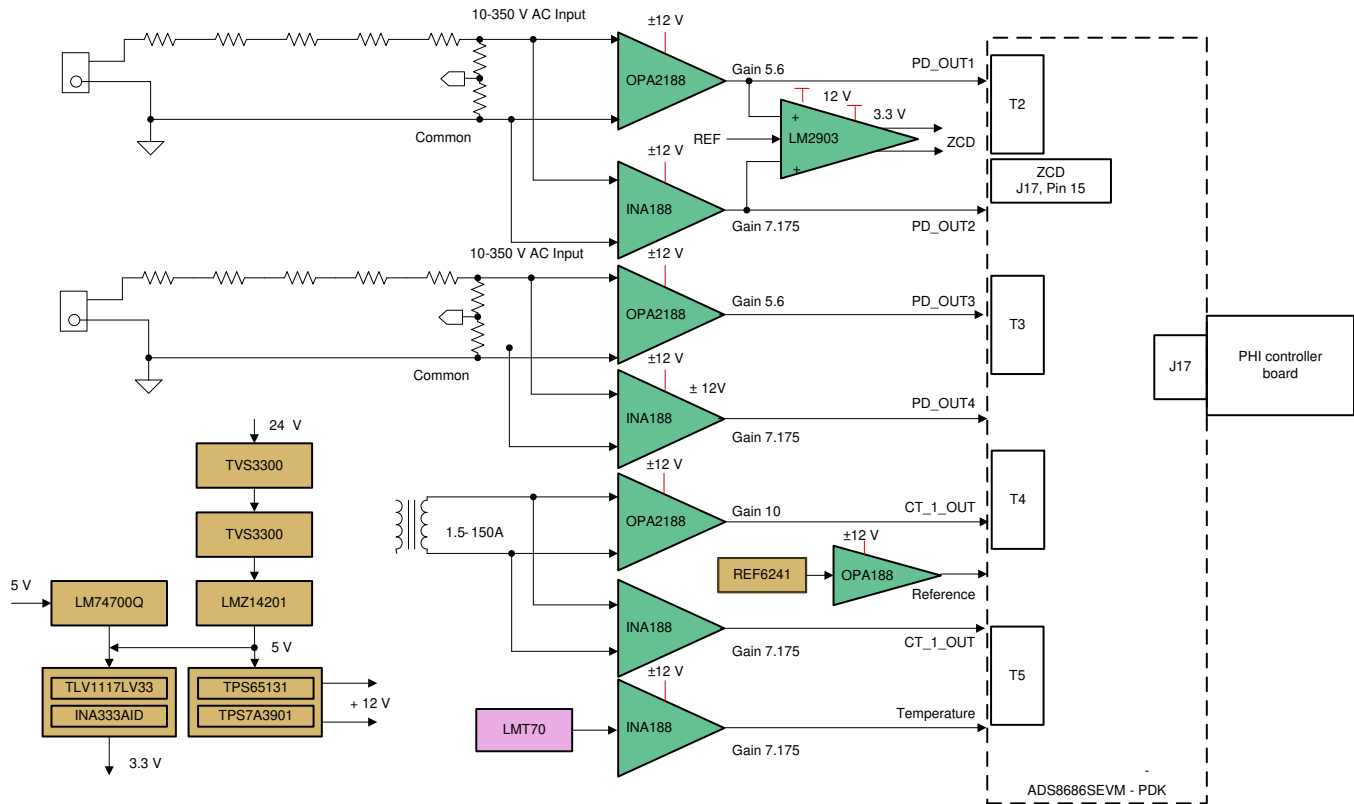 10-350 V AC Input
±12 V
OPA2188
Gain 5.6
PD_OUT1
T2
12 V
3.3 V
+
LM2903
+
REF
ZCD
Common
ZCD
J17, Pin 15
±12 V
INA188
Gain 7.175
PD_OUT2
10-350 V AC Input
±12 V
OPA2188
Gain 5.6
PD_OUT3
T3
Common
±12 V
± 12V
INA188
Gain 7.175
PD_OUT4
J17
PHI controller
board
24 V
TVS3300
TVS3300
5 V
LM74700Q
LMZ14201
5 V
TLV1117LV33
INA333AID
TPS65131
TPS7A3901
+ 12 V
3.3 V
1.5- 150A
±12 V
OPA2188
Gain 10
CT_1_OUT
T4
REF6241
±12 V
OPA188
Reference
INA188
Gain 7.175
CT_1_OUT
T5
LMT70
±12 V
INA188
Gain 7.175
Temperature
-
ADS8686SEVM - PDK